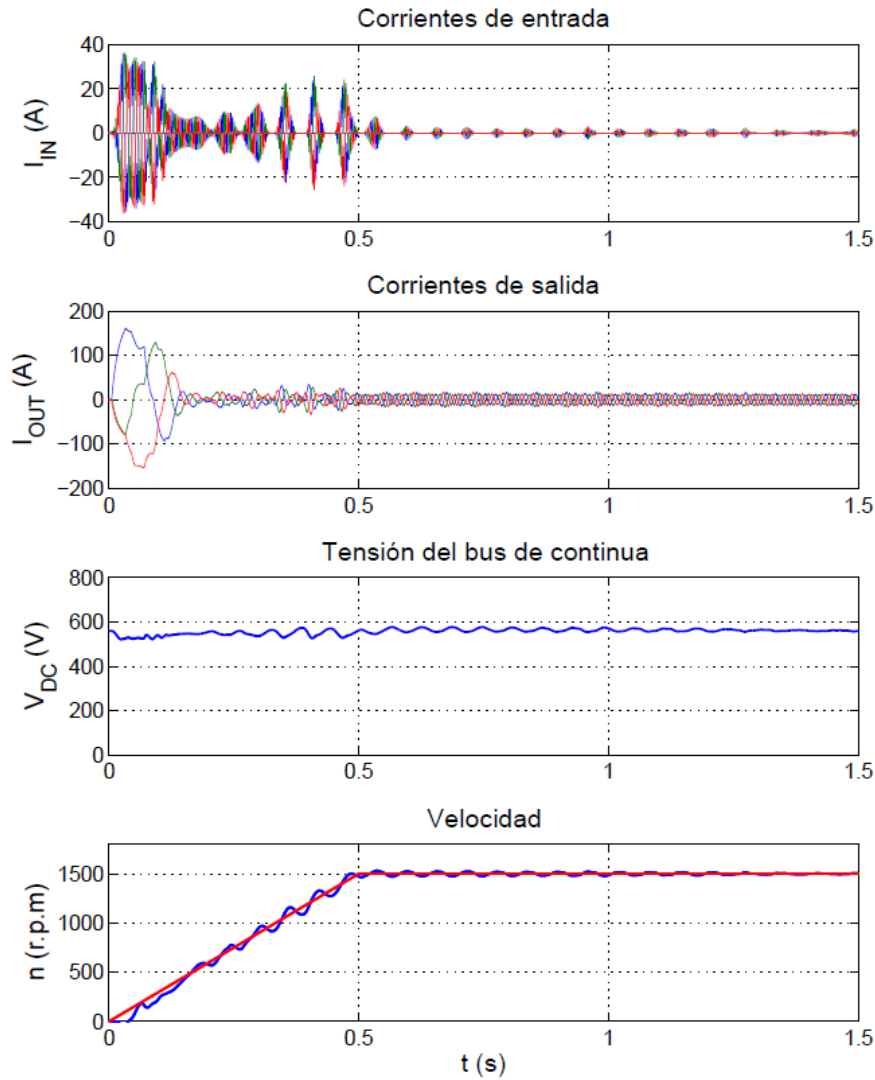 Corrientes de entrada
40
20
0
−20
−40
I_IN (A)
0 0.5 1 1.5
Corrientes de salida
200
100
0
−100
−200
I_OUT (A)
0 0.5 1 1.5
Tensión del bus de continua
800
600
400
200
0
V_DC (V)
0 0.5 1 1.5
Velocidad
1500
1000
500
0
n (r.p.m)
0 0.5 1 1.5
t (s)